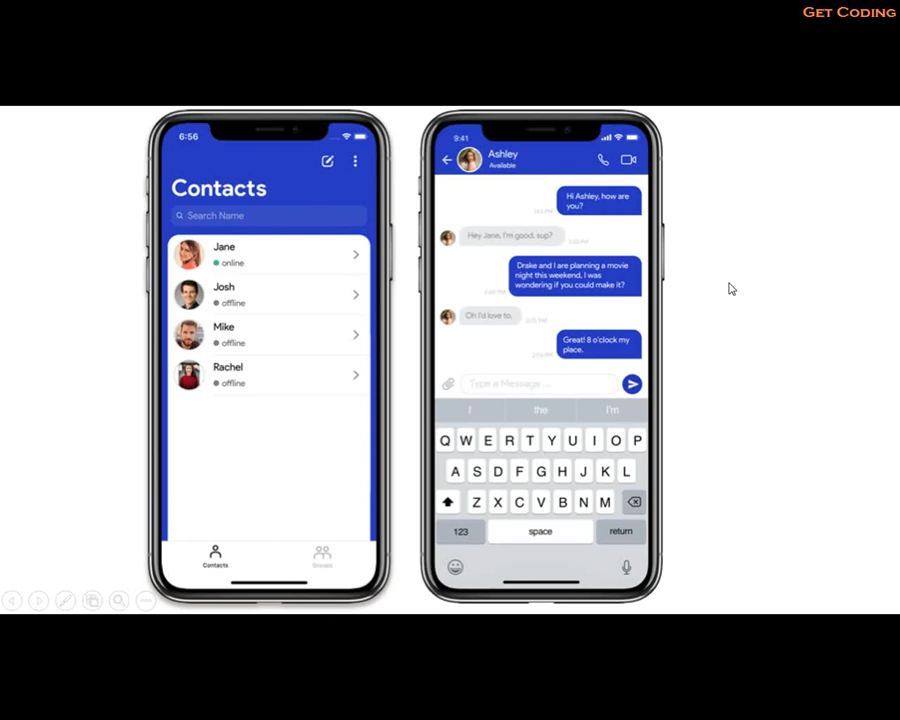 GET CODING
6:56
Contacts
Search Name
Jane
online
Josh
offline
Mike
offline
Rachel
offline
Contacts
Groups
9:41
Ashley
Available
Hi Ashley, how are
you?
Hey Jane, I'm good, sup?
Drake and I are planning a movie
night this weekend, I was
wondering if you could make it?
Oh I'd love to.
Great! 8 o'clock my
place.
Type a Message ...
I the I'm
Q W E R T Y U I O P
A S D F G H J K L
Z X C V B N M
123 space return